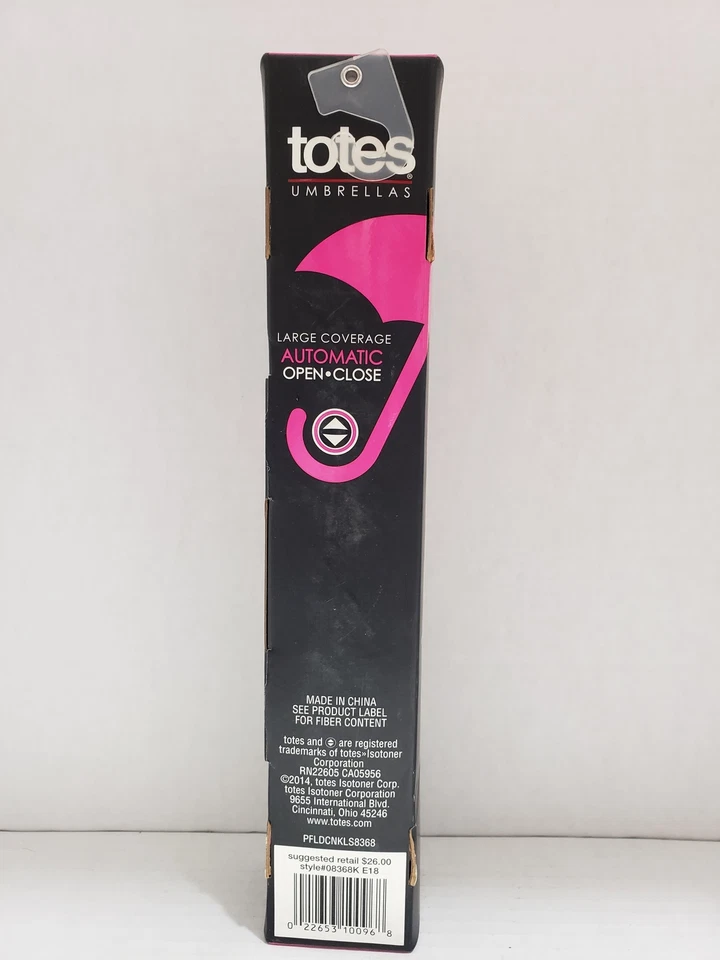 totes®
UMBRELLAS
LARGE COVERAGE
AUTOMATIC
OPEN•CLOSE
MADE IN CHINA
SEE PRODUCT LABEL
FOR FIBER CONTENT
totes and are registered
trademarks of totes»Isotoner
Corporation
RN22605 CA05956
©2014, totes Isotoner Corp.
totes Isotoner Corporation
9655 International Blvd.
Cincinnati, Ohio 45246
www.totes.com
PFLDCNKLS8368
suggested retail $26.00
style#08368K E18
0 22653 10096 8